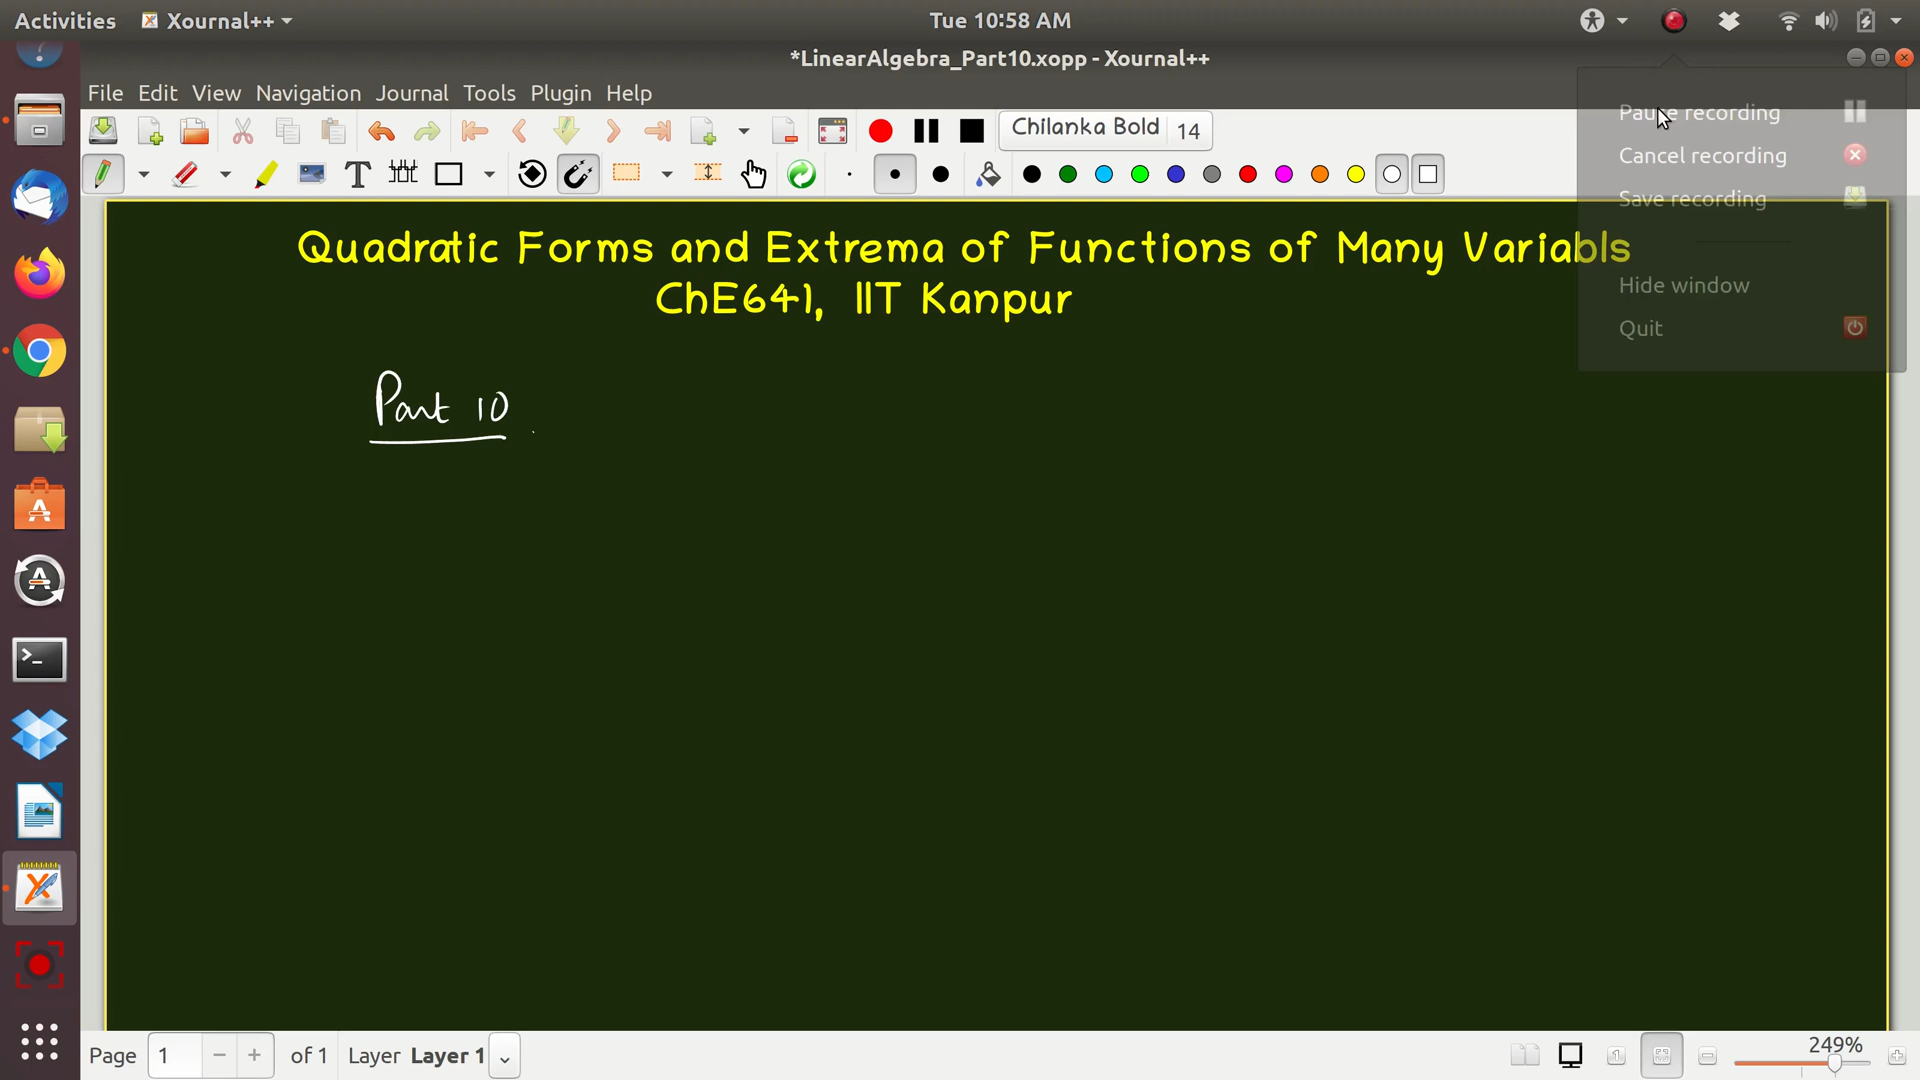 Activities
Xournal++
Tue 10:58 AM
*LinearAlgebra_Part10.xopp - Xournal++
File Edit View Navigation Journal Tools Plugin Help
Chilanka Bold 14
Pause recording
Cancel recording
Save recording
Hide window
Quit
Quadratic Forms and Extrema of Functions of Many Variabls
ChE641, IIT Kanpur
Part 10
Page 1 of 1 Layer Layer 1
249%